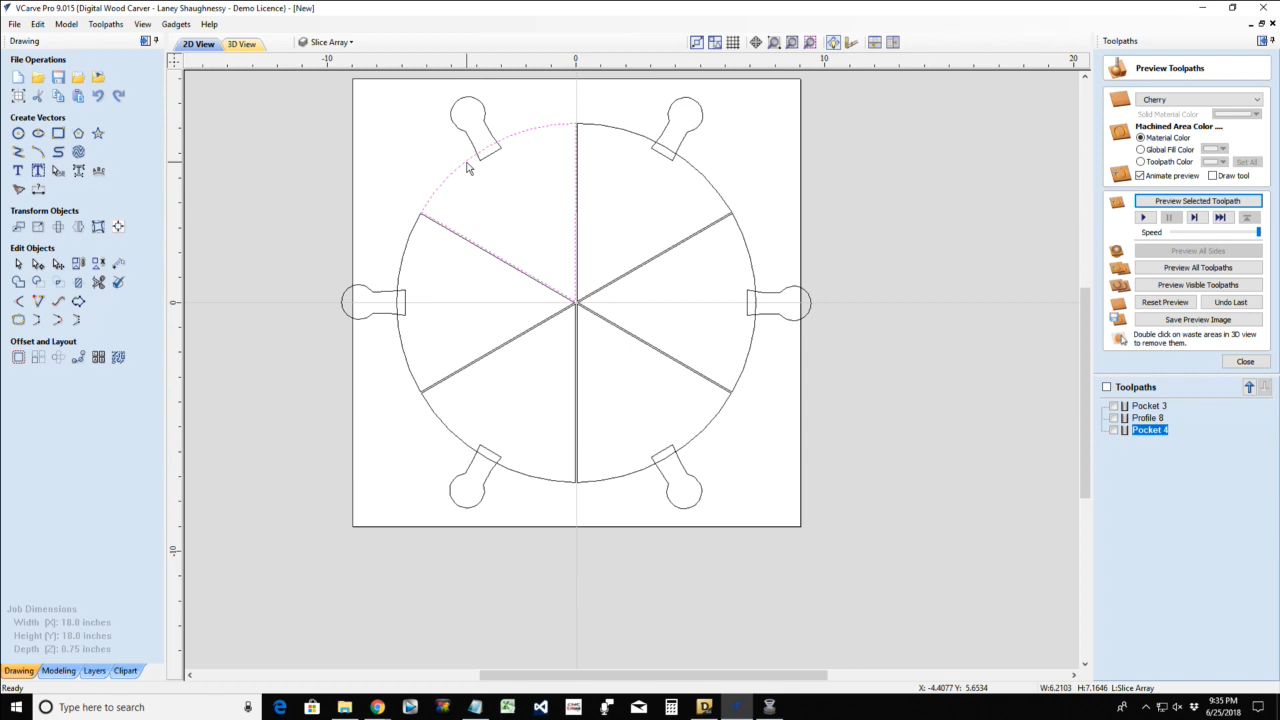 VCarve Pro 9.015 {Digital Wood Carver - Laney Shaughnessy - Demo Licence} - [New]
File Edit Model Toolpaths View Gadgets Help
Drawing
File Operations
Create Vectors
Transform Objects
Edit Objects
Offset and Layout
Job Dimensions
Width (X): 18.0 inches
Height (Y): 18.0 inches
Depth (Z): 0.75 inches
Drawing Modeling Layers Clipart
Ready
2D View 3D View Slice Array
-10 0 10 20
0
-10
Toolpaths
Preview Toolpaths
Cherry
Solid Material Color
Machined Area Color ....
Material Color
Global Fill Color
Toolpath Color Set All
Animate preview Draw tool
Preview Selected Toolpath
Speed
Preview All Sides
Preview All Toolpaths
Preview Visible Toolpaths
Reset Preview Undo Last
Save Preview Image
Double click on waste areas in 3D view
to remove them.
Close
Toolpaths
Pocket 3
Profile 8
Pocket 4
X: -4.4077 Y: 5.6534 W:6.2103 H:7.1646 L:Slice Array
Type here to search
9:35 PM
6/25/2018